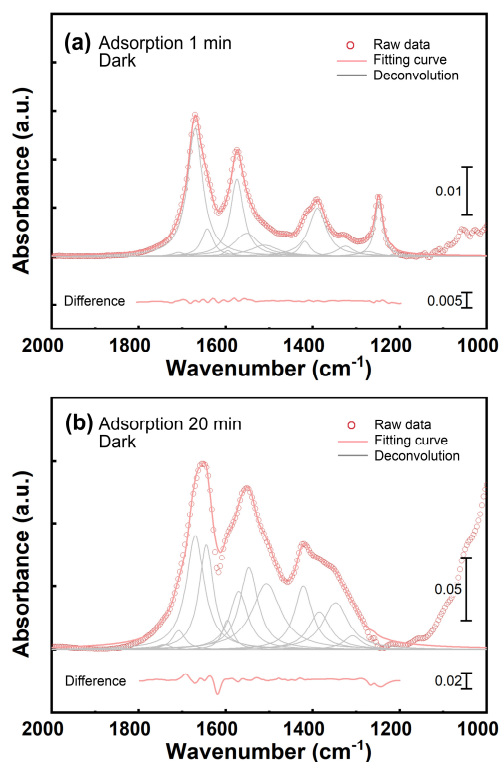 (a) Adsorption 1 min
Dark
Raw data
Fitting curve
Deconvolution
Absorbance (a.u.)
0.01
Difference
0.005
2000 1800 1600 1400 1200 1000
Wavenumber (cm-1)
(b) Adsorption 20 min
Dark
Raw data
Fitting curve
Deconvolution
Absorbance (a.u.)
0.05
Difference
0.02
2000 1800 1600 1400 1200 1000
Wavenumber (cm-1)